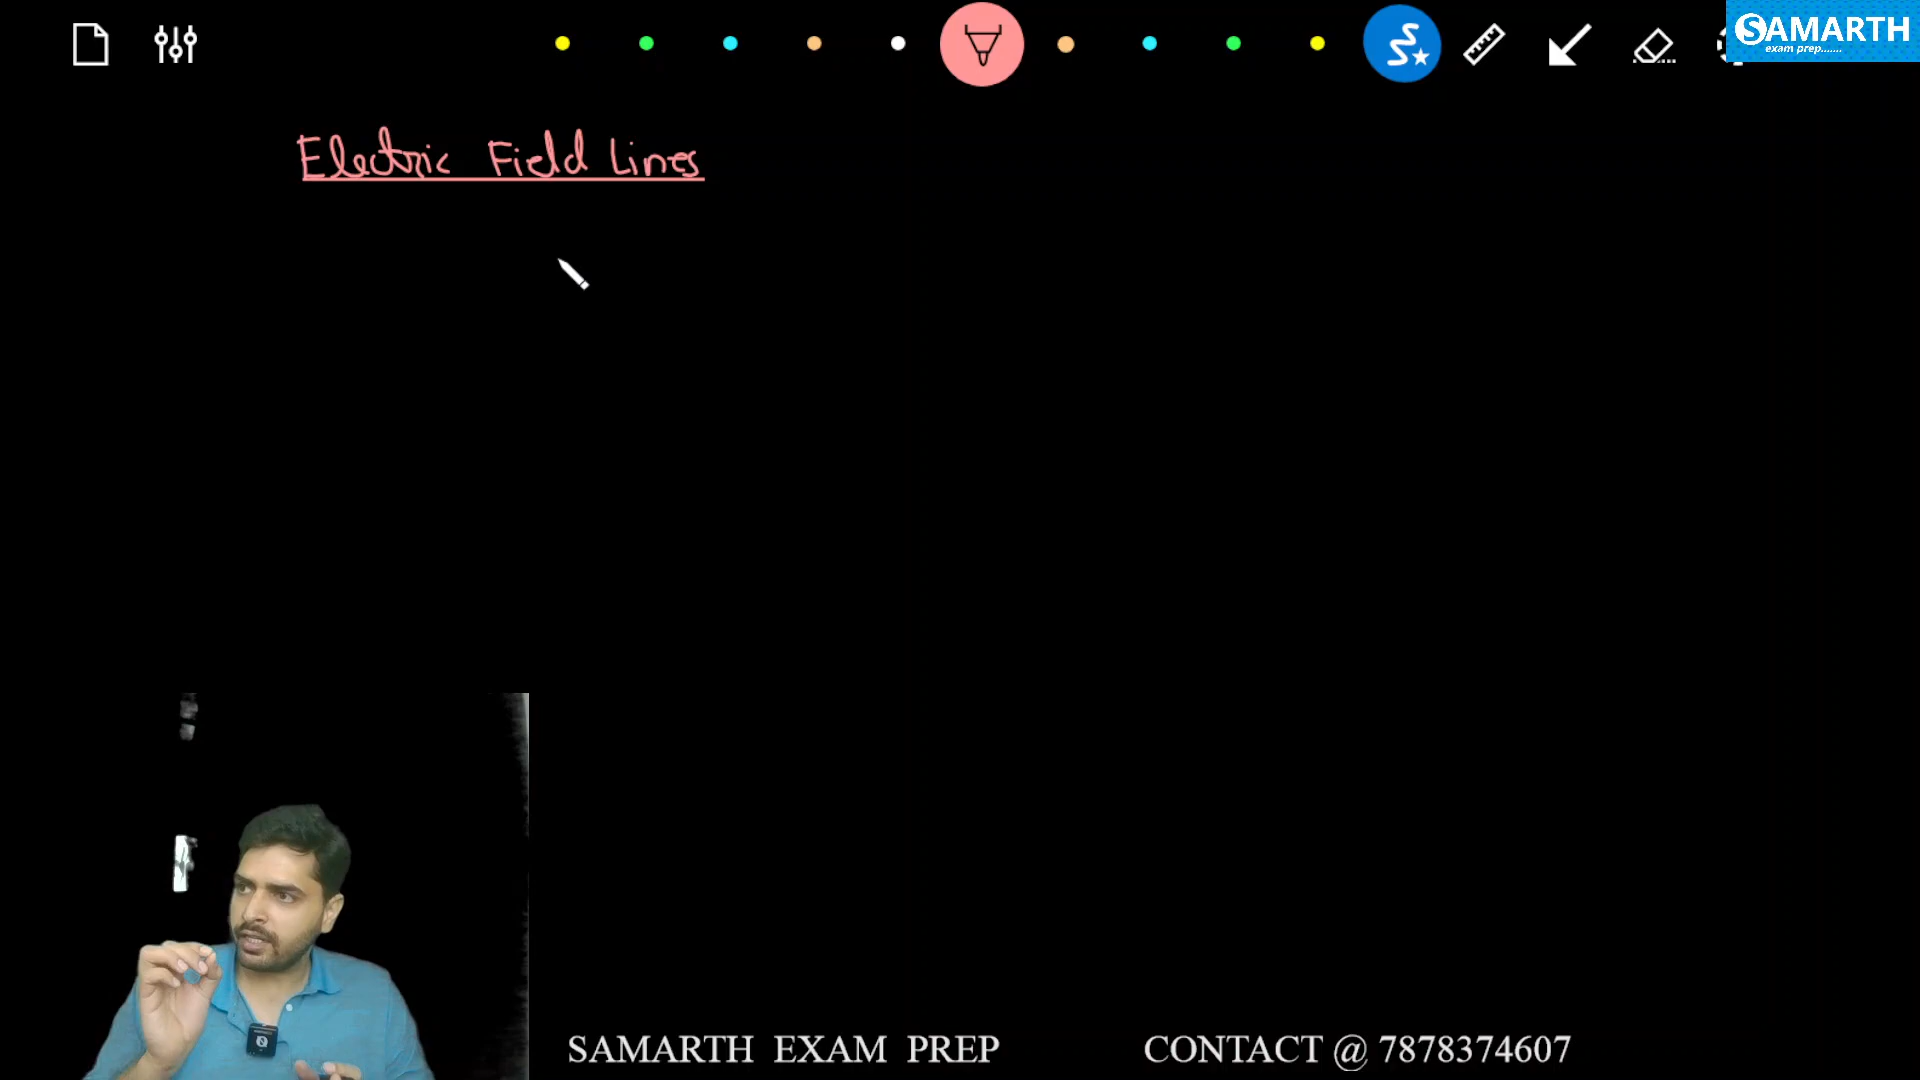 SAMARTH
exam prep.......
Electric Field Lines
SAMARTH EXAM PREP CONTACT @ 7878374607